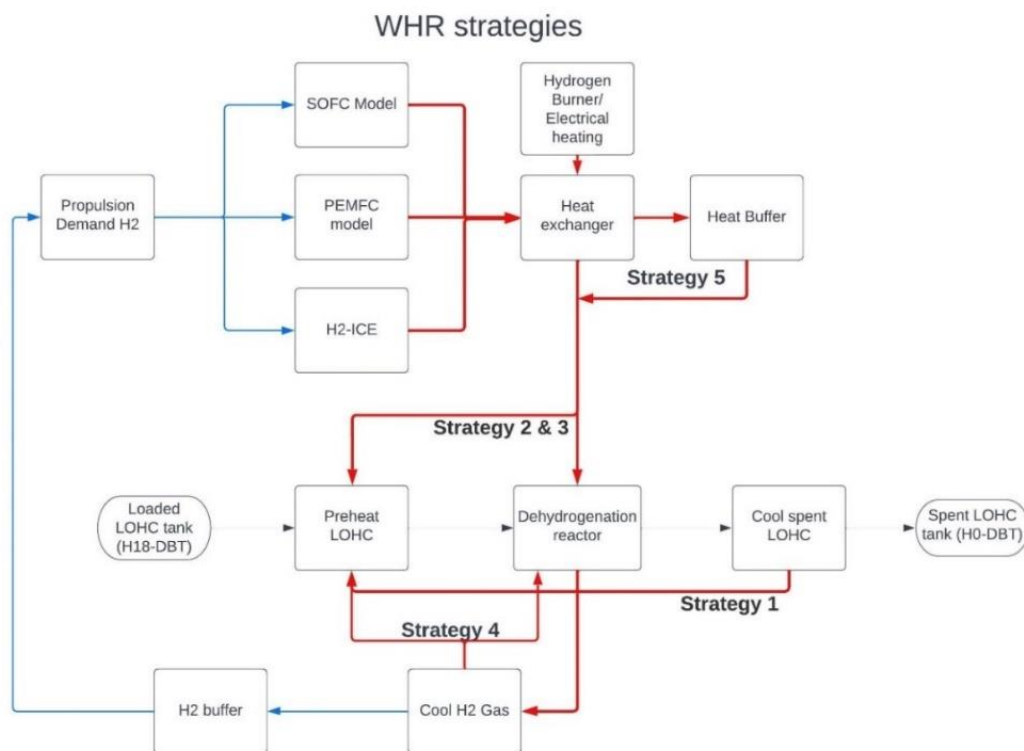 WHR strategies
SOFC Model
Hydrogen
Burner/
Electrical
heating
Propulsion
Demand H2
PEMFC
model
Heat
exchanger
Heat Buffer
Strategy 5
H2-ICE
Strategy 2 & 3
Loaded
LOHC tank
(H18-DBT)
Preheat
LOHC
Dehydrogenation
reactor
Cool spent
LOHC
Spent LOHC
tank (H0-DBT)
Strategy 1
Strategy 4
H2 buffer
Cool H2 Gas